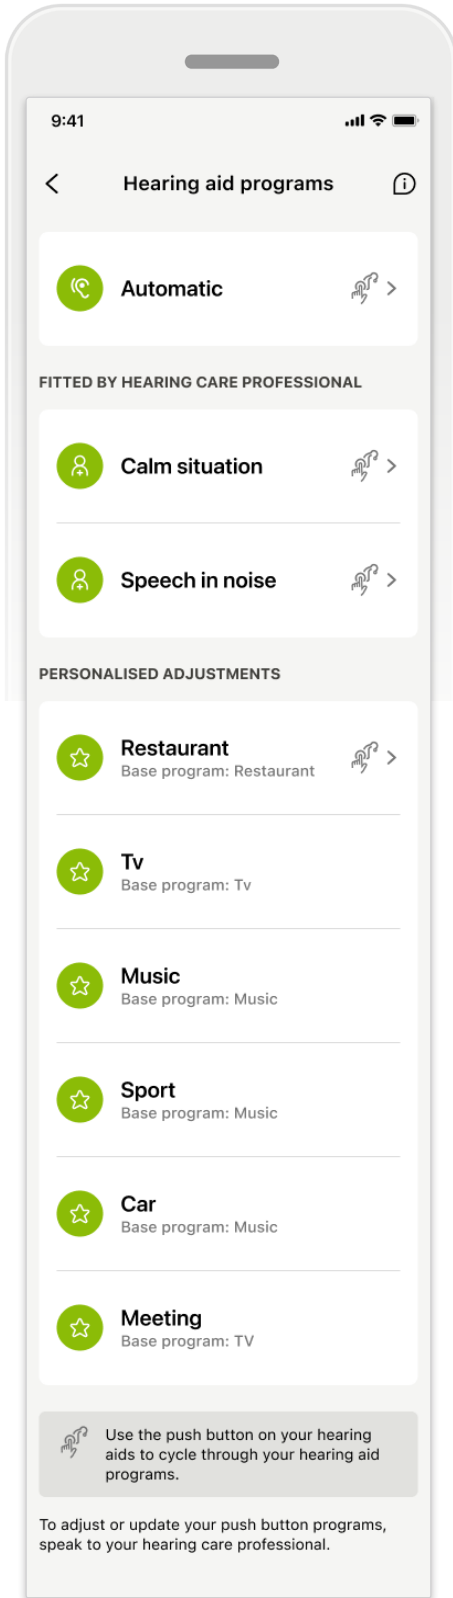 9:41
Hearing aid programs
Automatic
FITTED BY HEARING CARE PROFESSIONAL
Calm situation
Speech in noise
PERSONALISED ADJUSTMENTS
Restaurant
Base program: Restaurant
Tv
Base program: Tv
Music
Base program: Music
Sport
Base program: Music
Car
Base program: Music
Meeting
Base program: TV
Use the push button on your hearing
aids to cycle through your hearing aid
programs.
To adjust or update your push button programs,
speak to your hearing care professional.